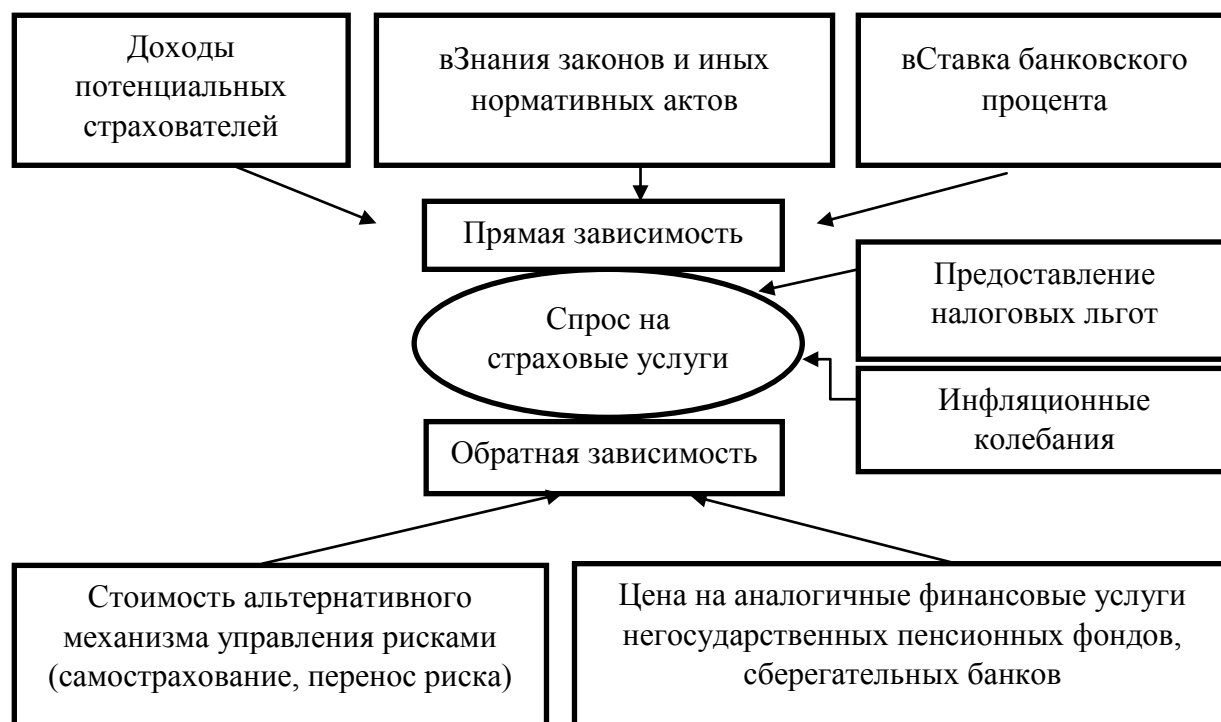 Доходы
потенциальных
страхователей
вЗнания законов и иных
нормативных актов
вСтавка банковского
процента
Прямая зависимость
Предоставление
налоговых льгот
Спрос на
страховые услуги
Инфляционные
колебания
Обратная зависимость
Стоимость альтернативного
механизма управления рисками
(самострахование, перенос риска)
Цена на аналогичные финансовые услуги
негосударственных пенсионных фондов,
сберегательных банков